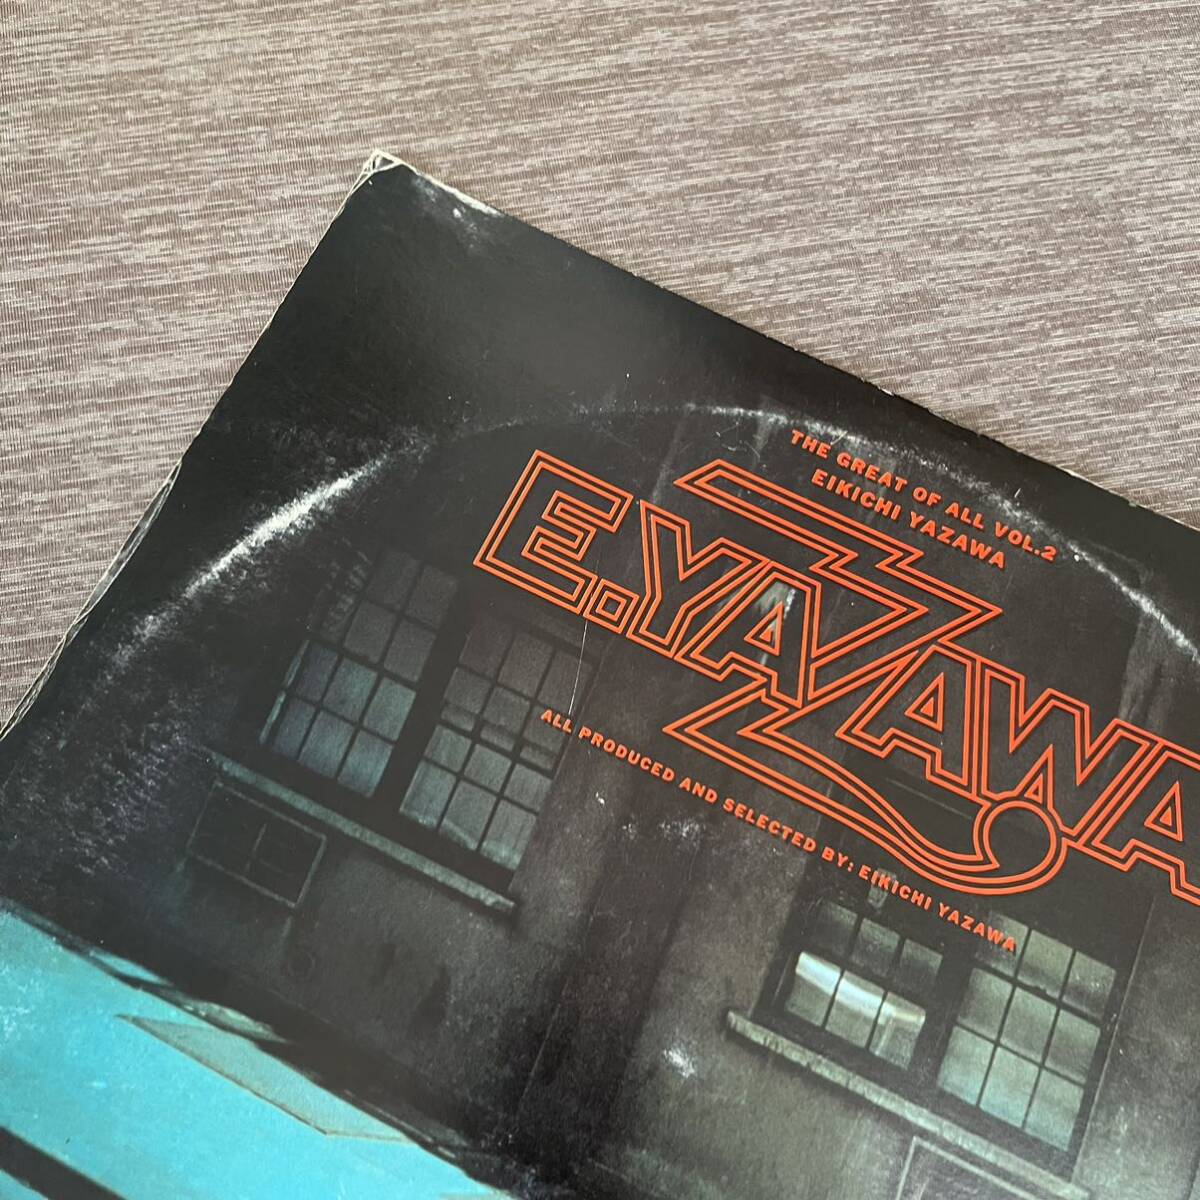 THE GREAT OF ALL VOL.2
EIKICHI YAZAWA
E.YAZAWA
ALL PRODUCED AND SELECTED BY: EIKICHI YAZAWA